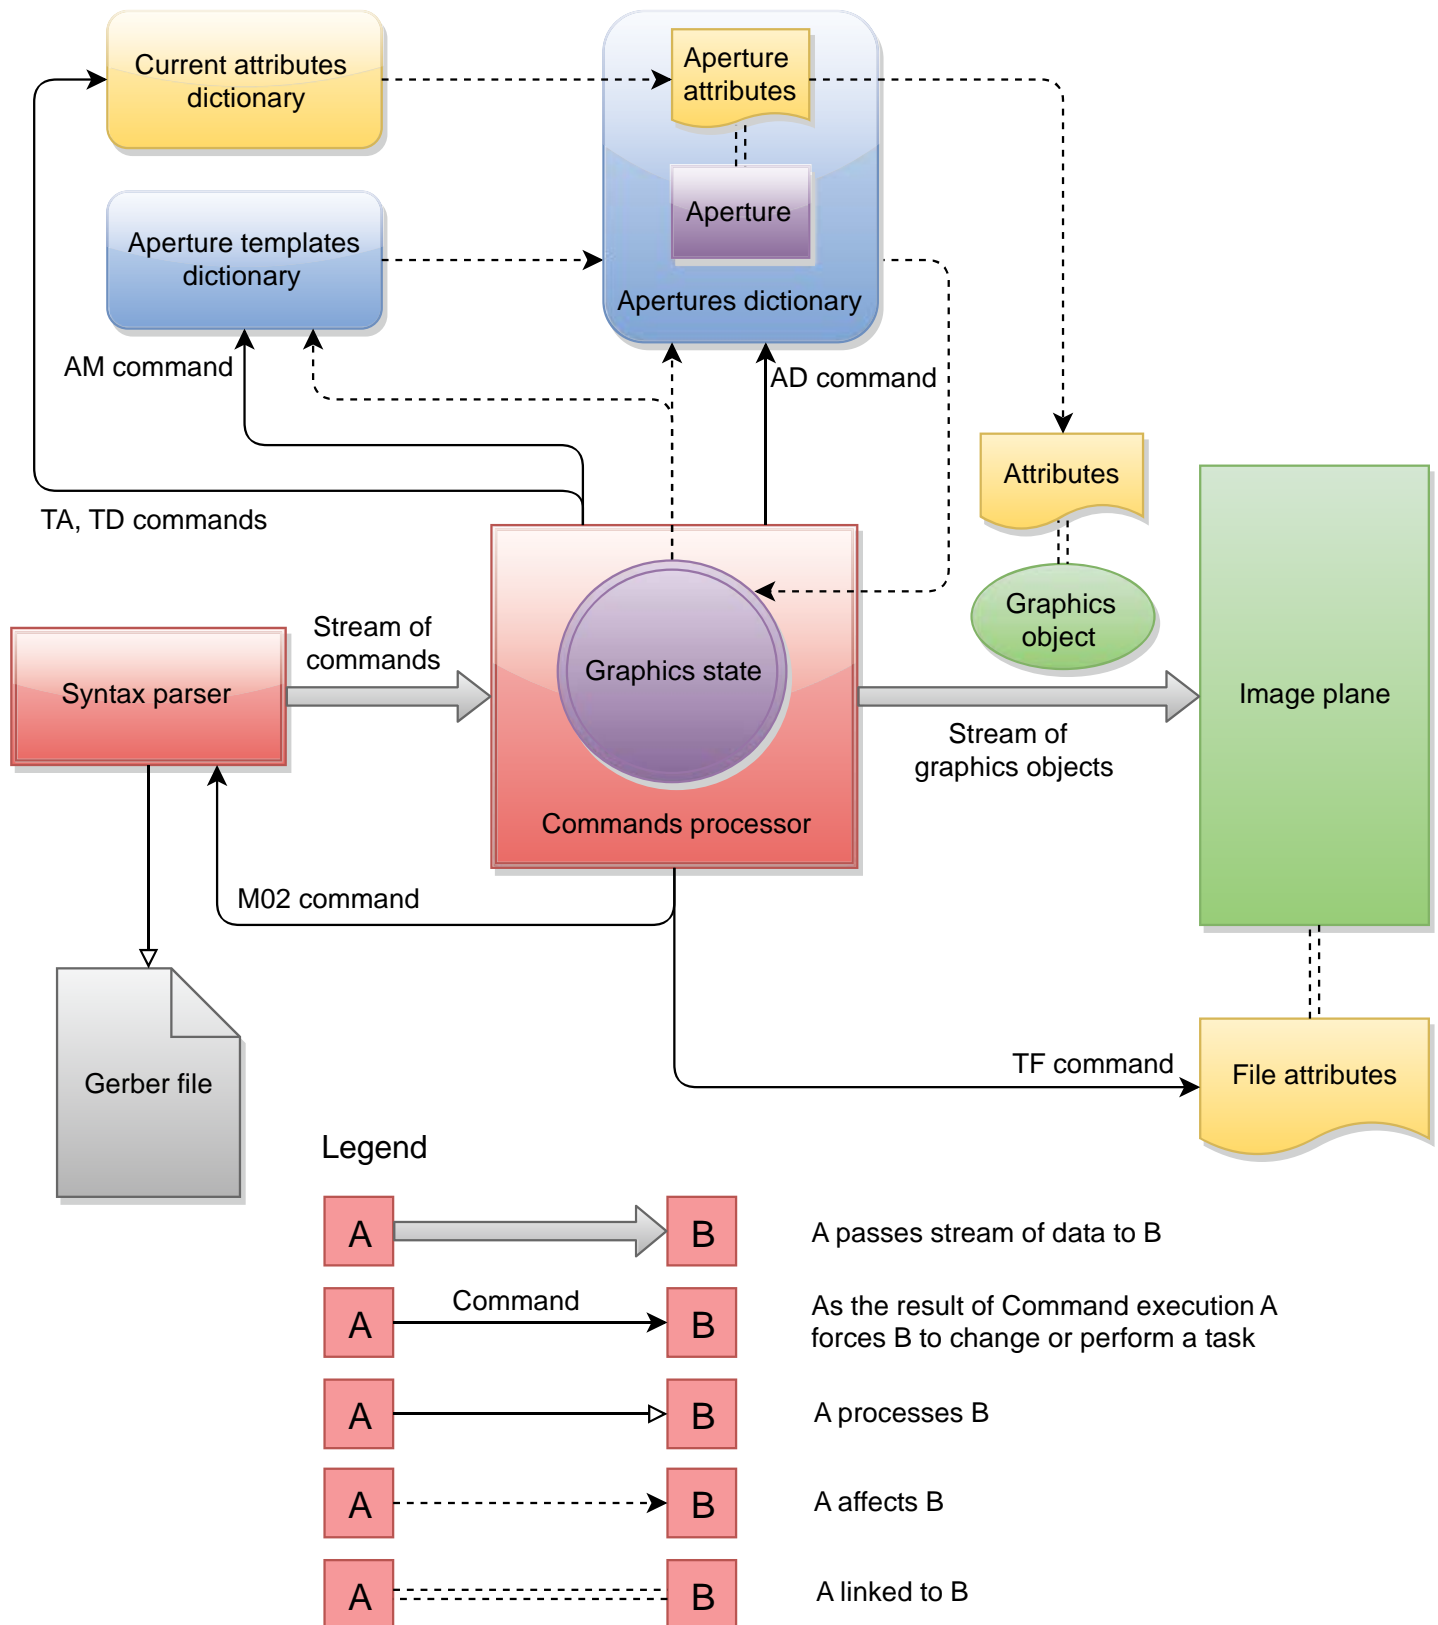 Current attributes
dictionary
Aperture
attributes
Aperture
Aperture templates
dictionary
Apertures dictionary
AM command
AD command
TA, TD commands
Attributes
Graphics
object
Stream of
commands
Syntax parser
Graphics state
Commands processor
Stream of
graphics objects
Image plane
M02 command
Gerber file
TF command
File attributes
Legend
A
B
A passes stream of data to B
A
Command
B
As the result of Command execution A
forces B to change or perform a task
A
B
A processes B
A
B
A affects B
A
B
A linked to B